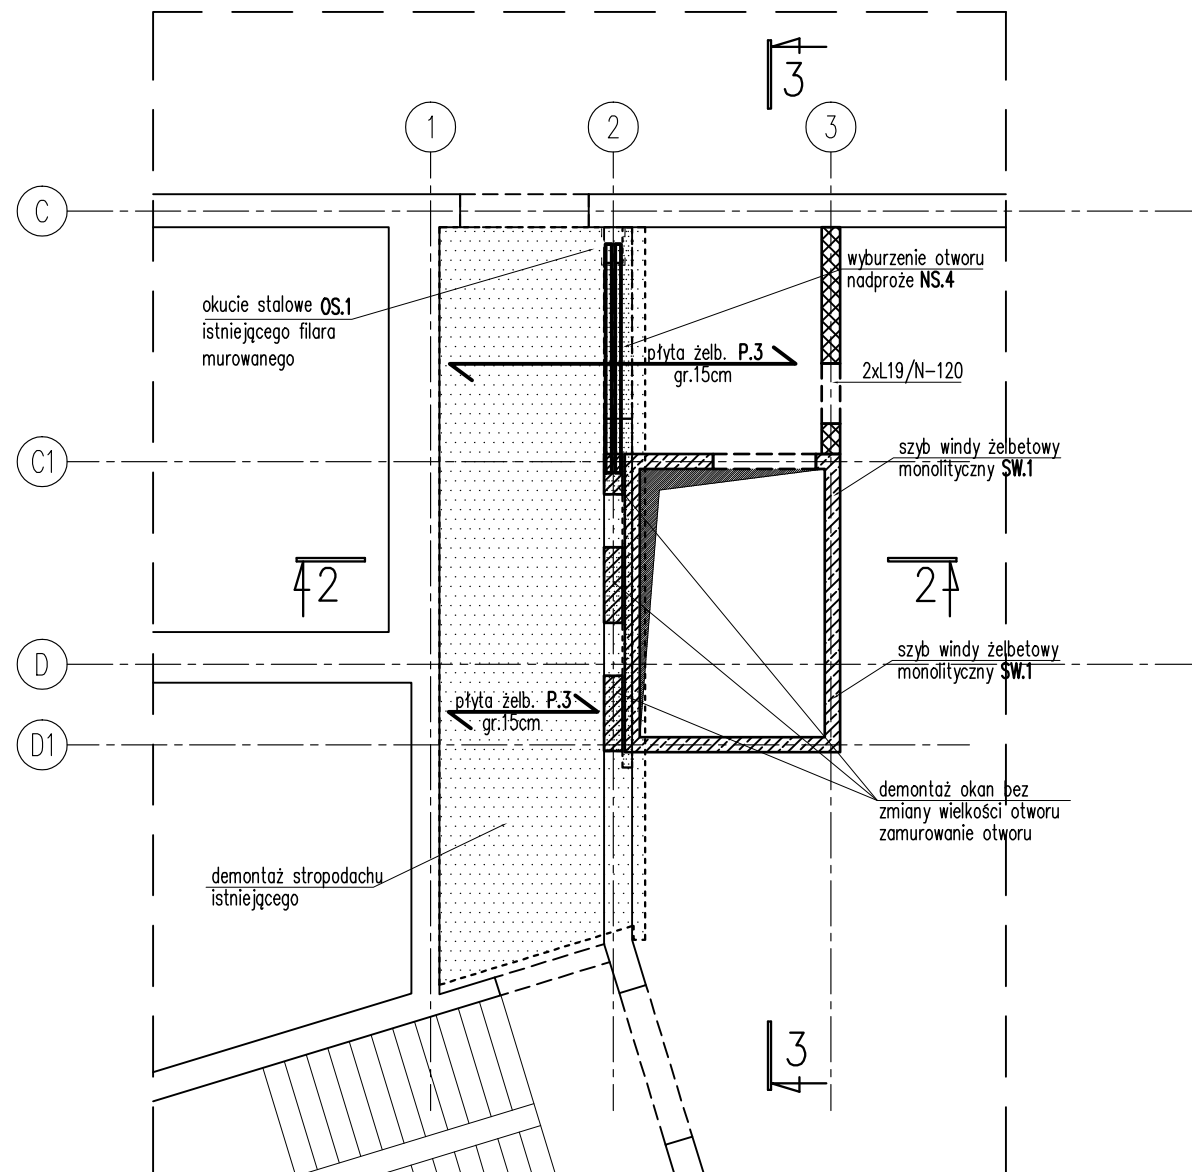 3
1
2
3
C
wyburzenie otworu
nadproże NS.4
okucie stalowe OS.1
istniejącego filara
murowanego
płyta żelb. P.3
gr.15cm
2xL19/N-120
C1
szyb windy żelbetowy
monolityczny SW.1
2
2
D
szyb windy żelbetowy
monolityczny SW.1
płyta żelb. P.3
gr.15cm
D1
demontaż okan bez
zmiany wielkości otworu
zamurowanie otworu
demontaż stropodachu
istniejącego
3